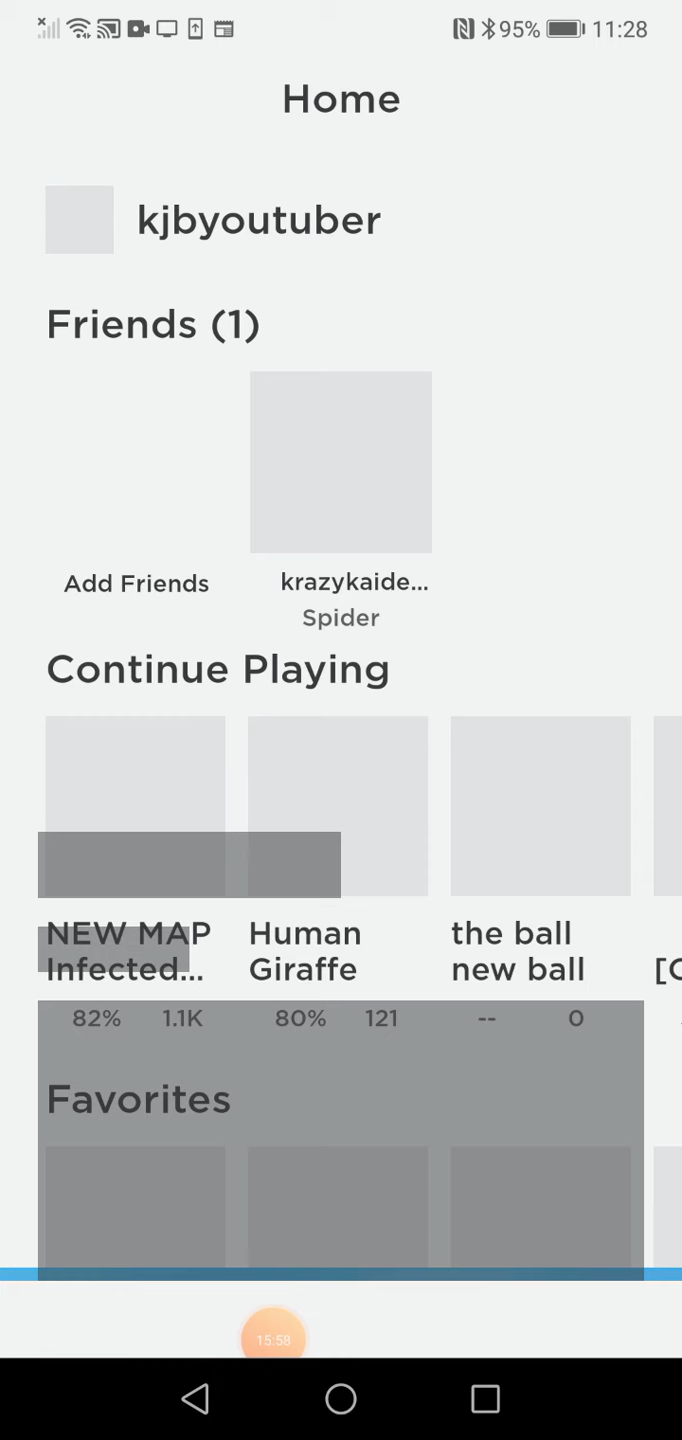 95% 11:28
Home
kjbyoutuber
Friends (1)
Add Friends
krazykaide...
Spider
Continue Playing
NEW MAP
Infected...
82% 1.1K
Human
Giraffe
80% 121
the ball
new ball
-- 0
Favorites
15:58